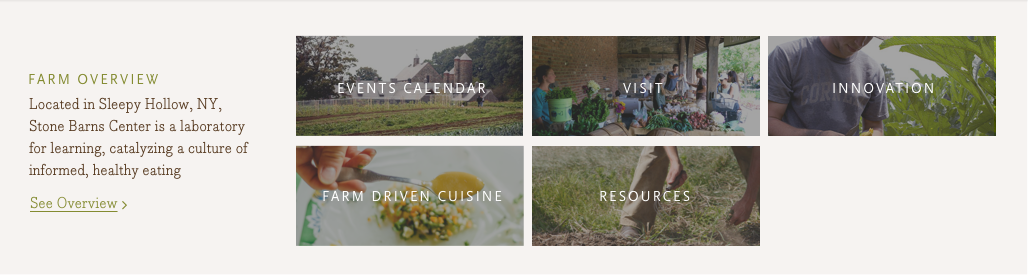 FARM OVERVIEW
Located in Sleepy Hollow, NY,
Stone Barns Center is a laboratory
for learning, catalyzing a culture of
informed, healthy eating
See Overview ›
EVENTS CALENDAR
VISIT
INNOVATION
FARM DRIVEN CUISINE
RESOURCES